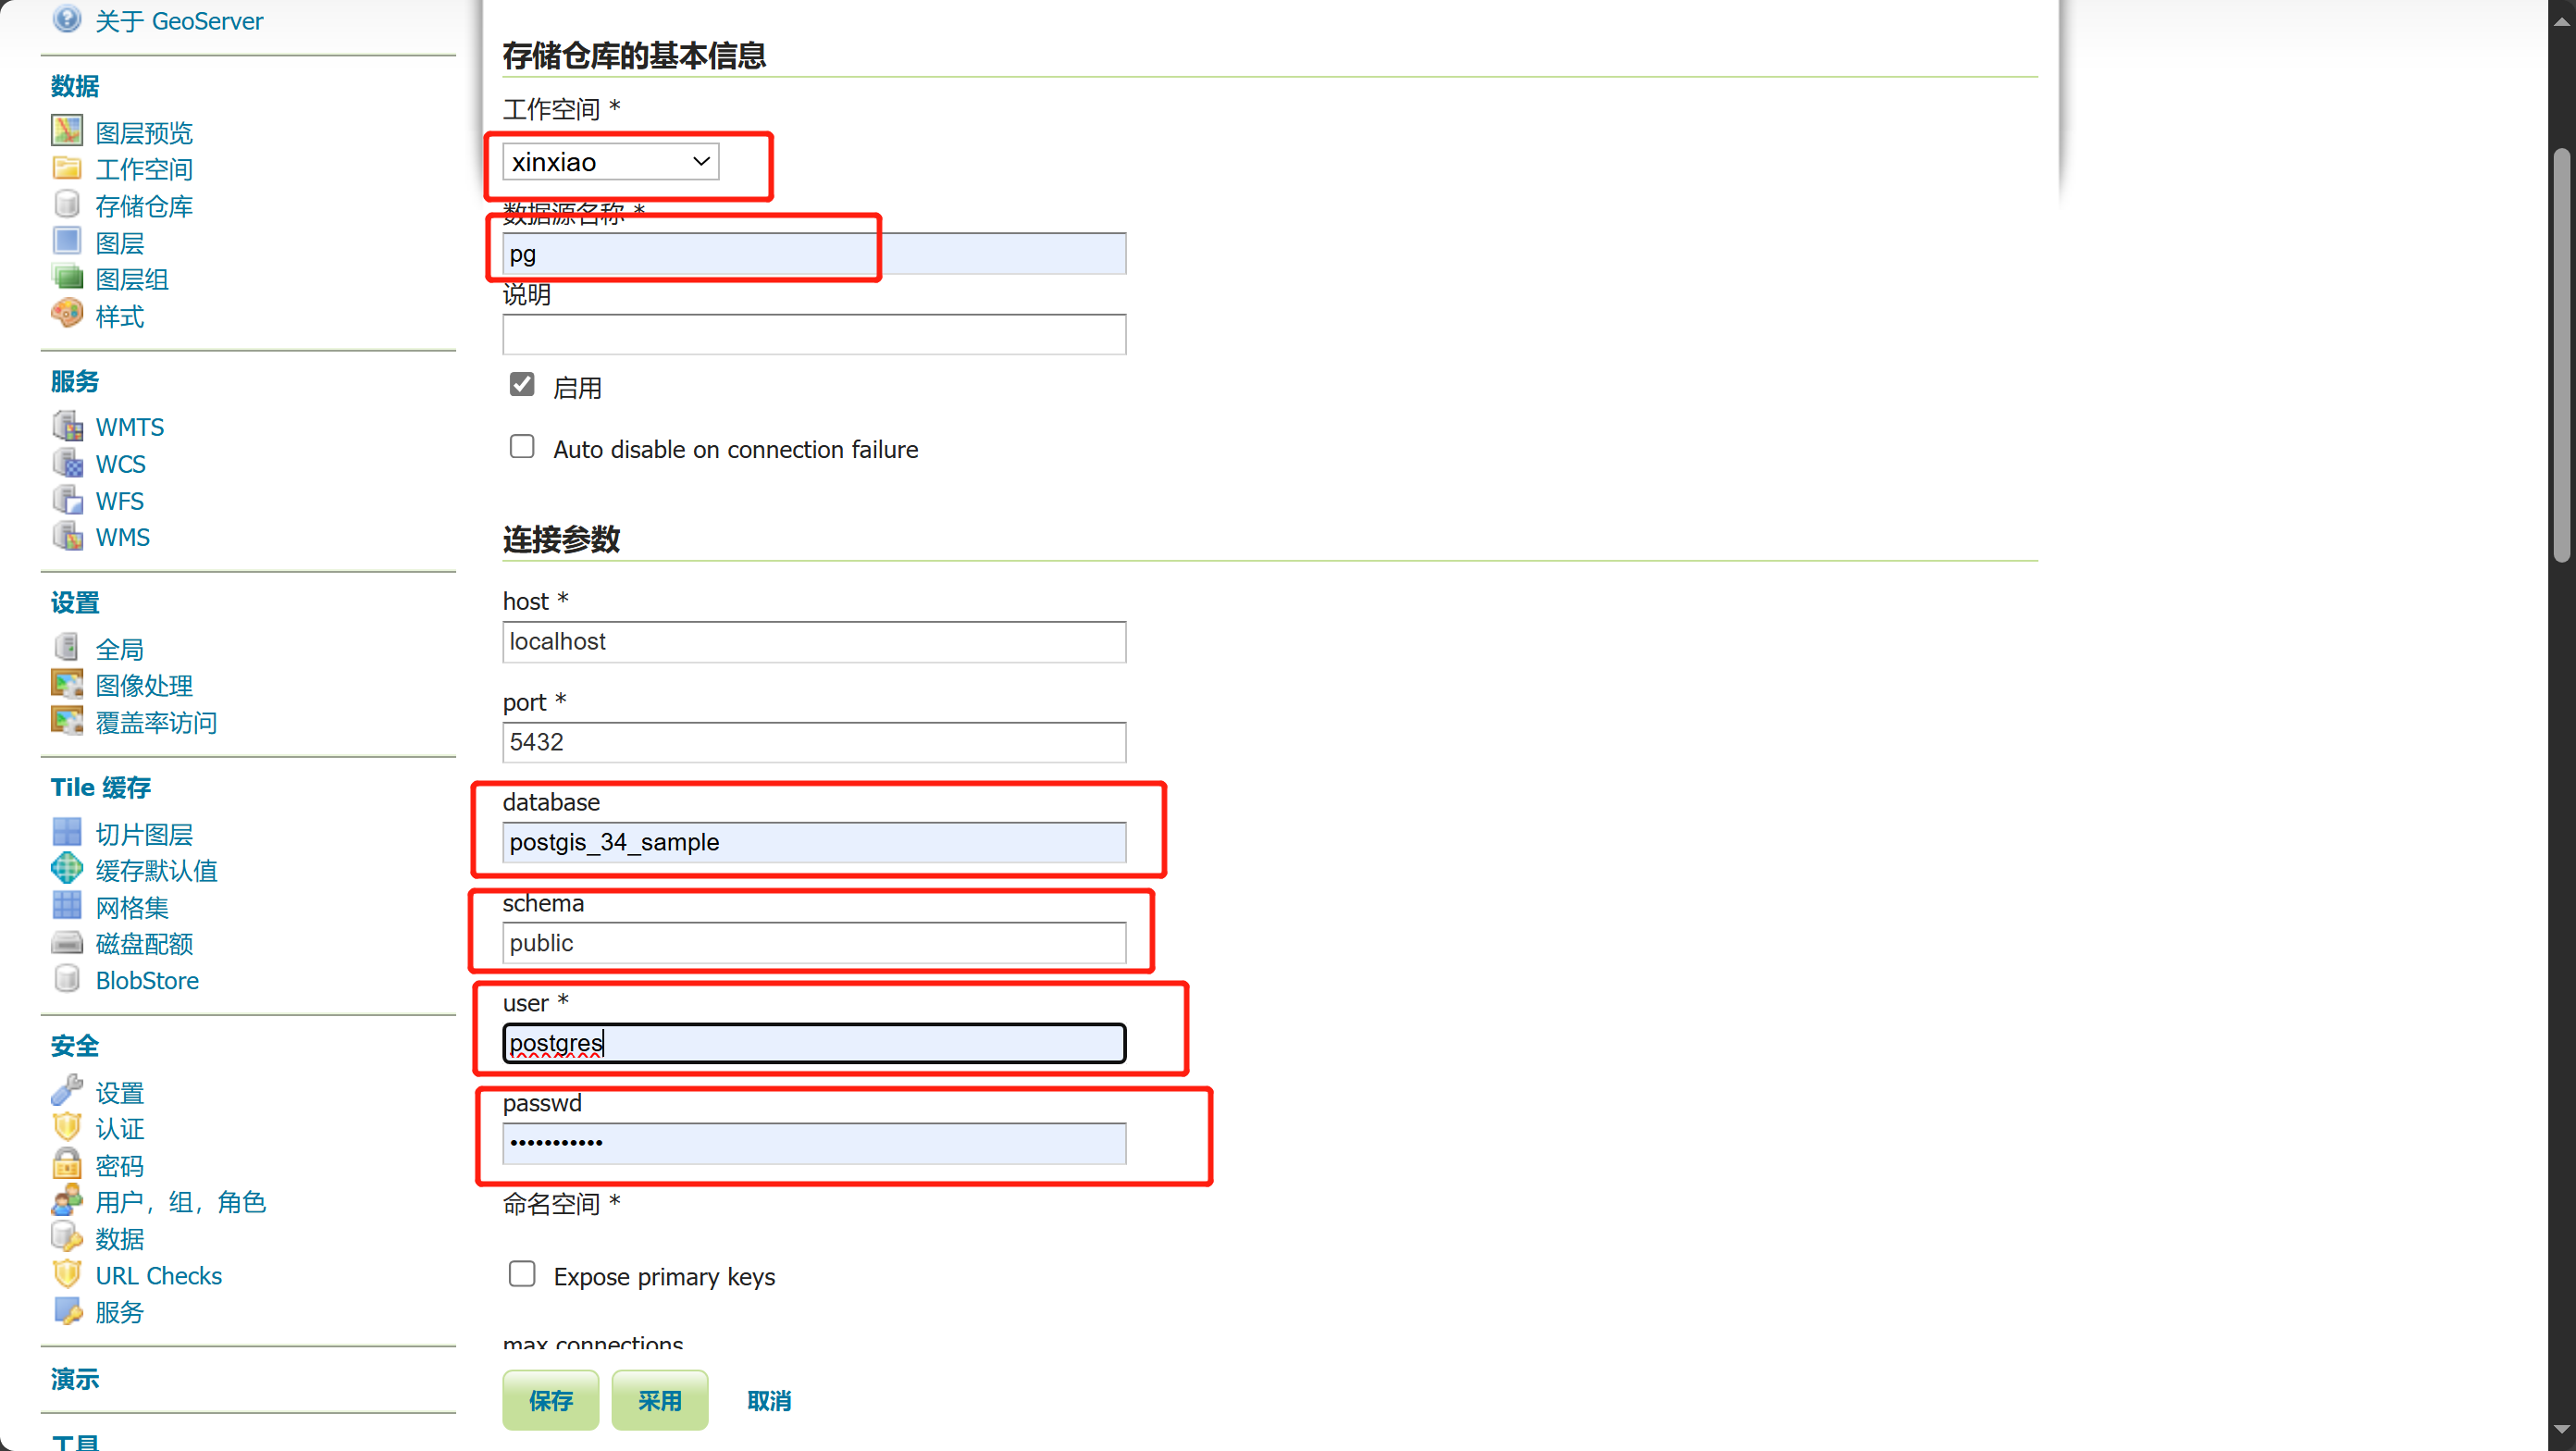 关于 GeoServer
数据
图层预览
工作空间
存储仓库
图层
图层组
样式
服务
WMTS
WCS
WFS
WMS
设置
全局
图像处理
覆盖率访问
Tile 缓存
切片图层
缓存默认值
网格集
磁盘配额
BlobStore
安全
设置
认证
密码
用户，组，角色
数据
URL Checks
服务
演示
工具
存储仓库的基本信息
工作空间 *
xinxiao
数据源名称 *
pg
说明
启用
Auto disable on connection failure
连接参数
host *
localhost
port *
5432
database
postgis_34_sample
schema
public
user *
postgres
passwd
•••••••••••
命名空间 *
Expose primary keys
max connections
保存 采用 取消